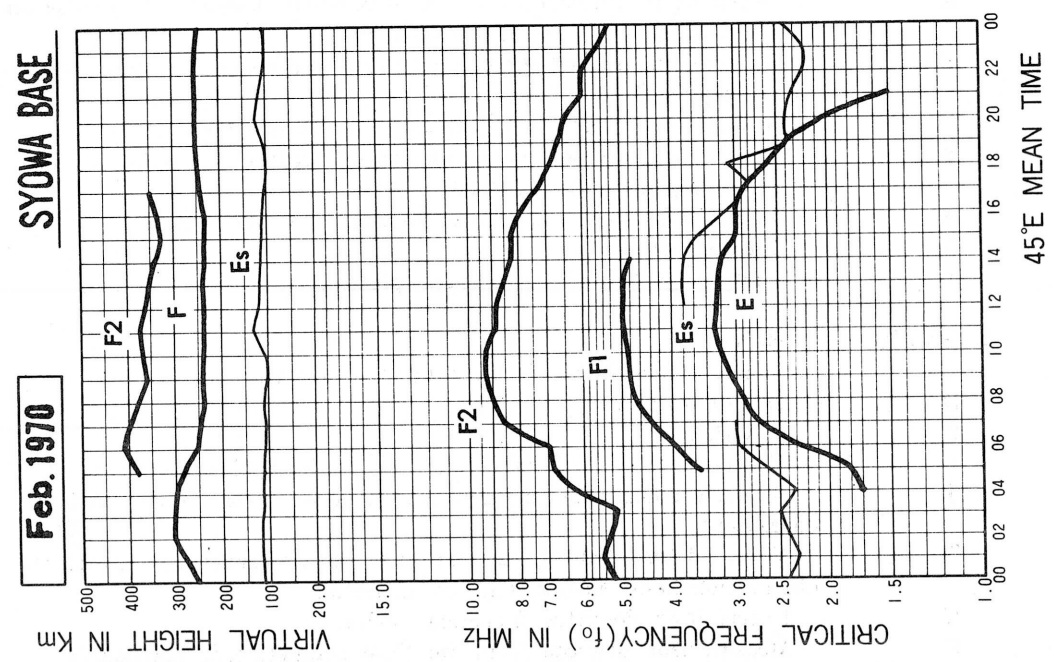 Feb. 1970
SYOWA BASE
VIRTUAL HEIGHT IN Km
500
400
300
200
100
F2
F
Es
CRITICAL FREQUENCY (fo) IN MHz
20.0
15.0
10.0
8.0
7.0
6.0
5.0
4.0
3.0
2.5
2.0
1.5
1.0
F2
F1
Es
E
00 02 04 06 08 10 12 14 16 18 20 22 00
45°E MEAN TIME